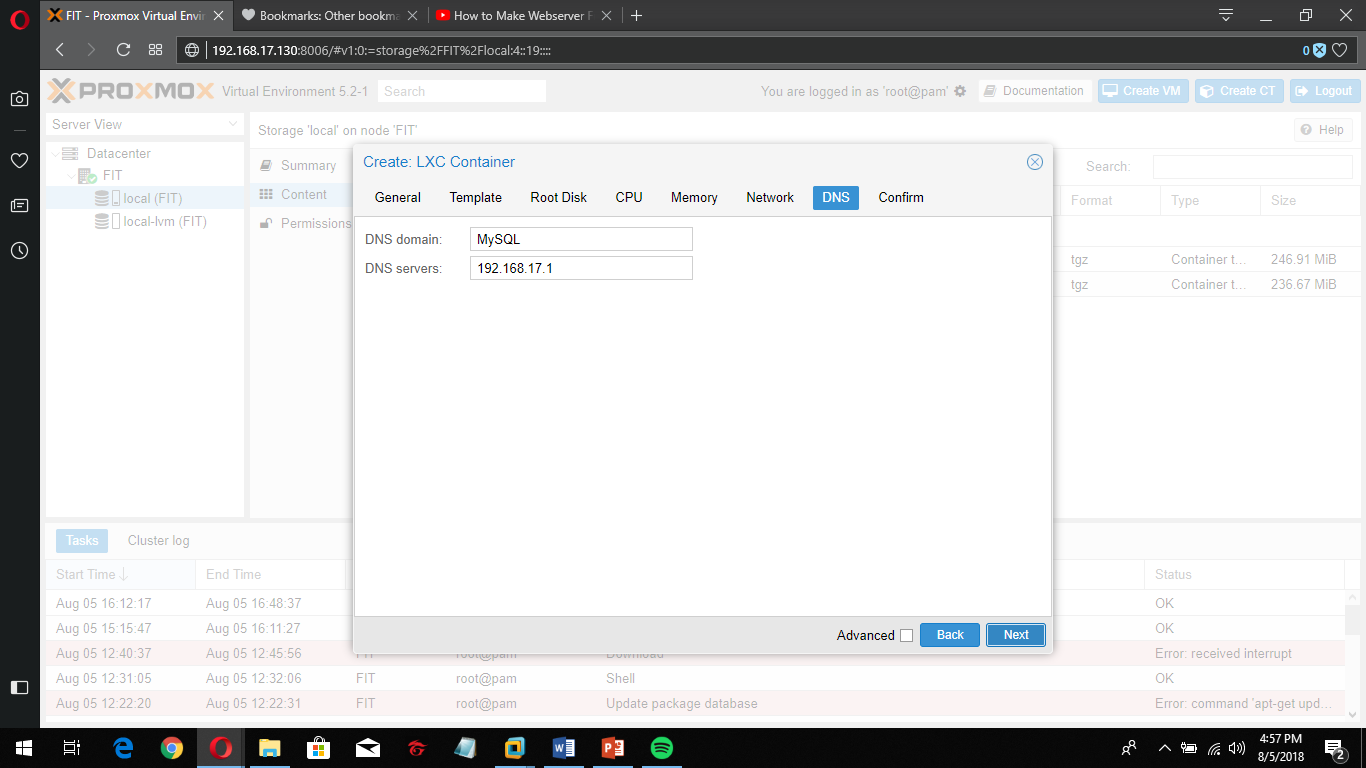 FIT - Proxmox Virtual Envir
Bookmarks: Other bookma
How to Make Webserver F
192.168.17.130:8006/#v1:0:=storage%2FFIT%2Flocal:4::19::::
0
PROXMOX
Virtual Environment 5.2-1
Search
You are logged in as 'root@pam'
Documentation
Create VM
Create CT
Logout
Server View
Storage 'local' on node 'FIT'
Help
Datacenter
FIT
local (FIT)
local-lvm (FIT)
Summary
Content
Permissions
Search:
Format Type Size
tgz Container t... 246.91 MiB
tgz Container t... 236.67 MiB
Create: LXC Container
General Template Root Disk CPU Memory Network DNS Confirm
DNS domain: MySQL
DNS servers: 192.168.17.1
Advanced Back Next
Tasks Cluster log
Start Time End Time Status
Aug 05 16:12:17 Aug 05 16:48:37 OK
Aug 05 15:15:47 Aug 05 16:11:27 OK
Aug 05 12:40:37 Aug 05 12:45:56 FIT root@pam Download Error: received interrupt
Aug 05 12:31:05 Aug 05 12:32:06 FIT root@pam Shell OK
Aug 05 12:22:20 Aug 05 12:22:31 FIT root@pam Update package database Error: command 'apt-get upd...
4:57 PM
8/5/2018
2